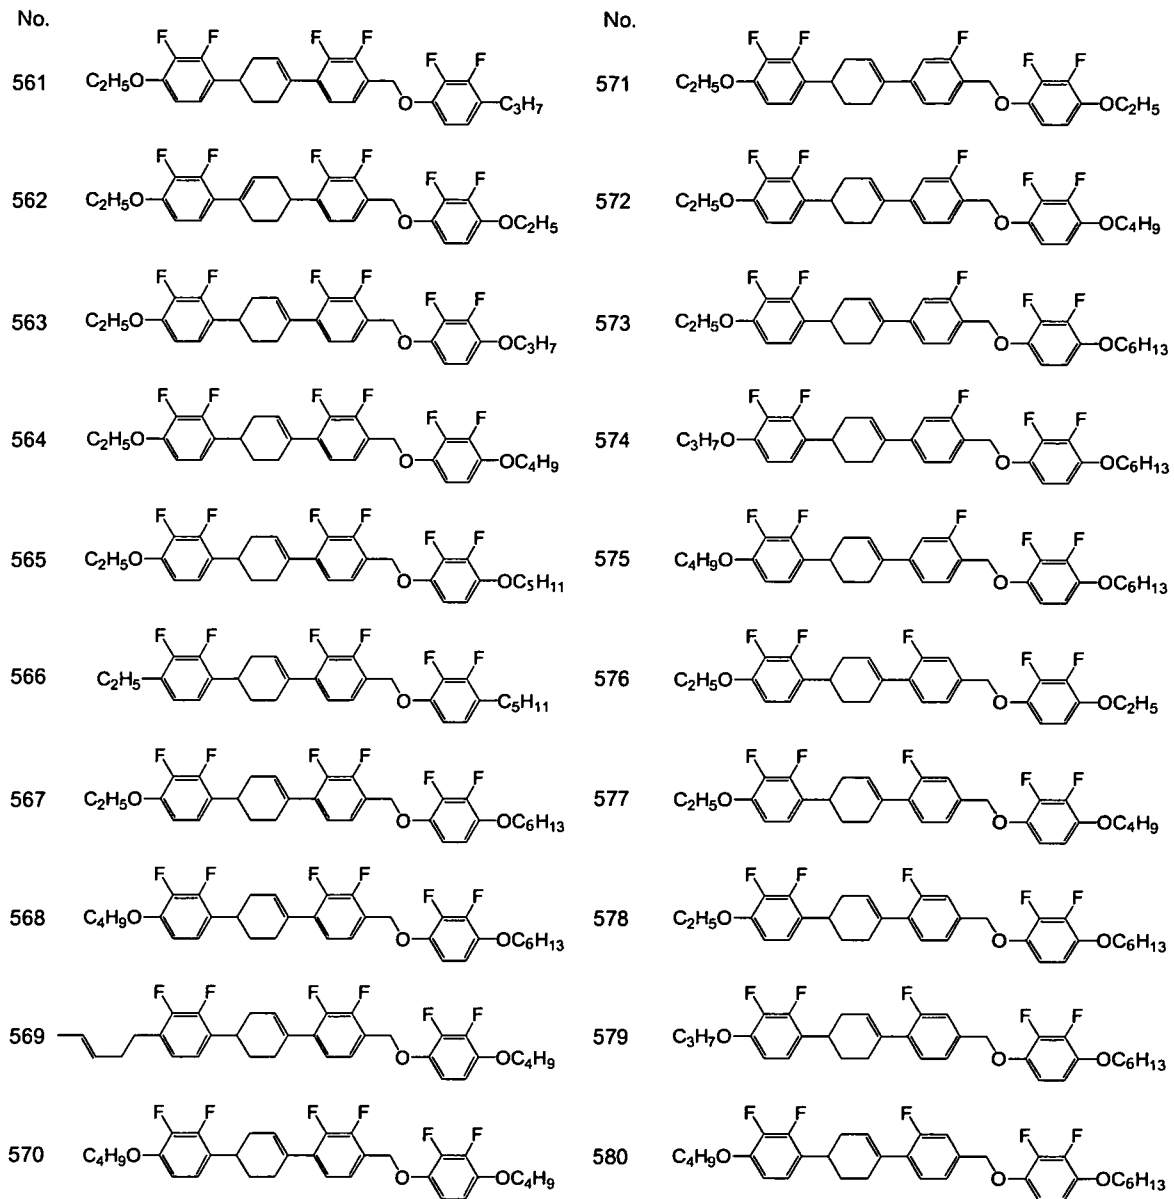 No.
561 F F F F F F C2H5O O C3H7
562 F F F F F F C2H5O O OC2H5
563 F F F F F F C2H5O O OC3H7
564 F F F F F F C2H5O O OC4H9
565 F F F F F F C2H5O O OC5H11
566 F F F F F F C2H5 O C5H11
567 F F F F F F C2H5O O OC6H13
568 F F F F F F C4H9O O OC6H13
569 F F F F F F O OC4H9
570 F F F F F F C4H9O O OC4H9
No.
571 F F F F F C2H5O O OC2H5
572 F F F F F C2H5O O OC4H9
573 F F F F F C2H5O O OC6H13
574 F F F F F C3H7O O OC6H13
575 F F F F F C4H9O O OC6H13
576 F F F F F C2H5O O OC2H5
577 F F F F F C2H5O O OC4H9
578 F F F F F C2H5O O OC6H13
579 F F F F F C3H7O O OC6H13
580 F F F F F C4H9O O OC6H13